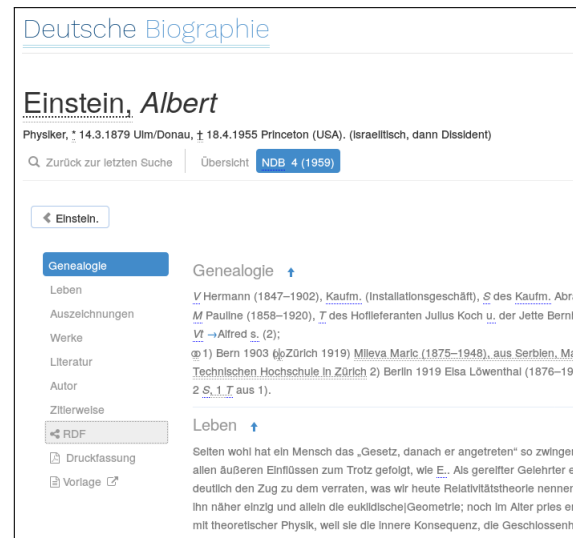 Deutsche Biographie
Einstein, Albert
Physiker, * 14.3.1879 Ulm/Donau, † 18.4.1955 Princeton (USA). (israelitisch, dann Dissident)
Zurück zur letzten Suche Übersicht NDB 4 (1959)
Einstein.
Genealogie
Leben
Auszeichnungen
Werke
Literatur
Autor
Zitierweise
RDF
Druckfassung
Vorlage
Genealogie
V Hermann (1847–1902), Kaufm. (Installationsgeschäft), S des Kaufm.
M Pauline (1858–1920), T des Hoflieferanten Julius Koch u. der Jette
Vt →Alfred s. (2);
⚭ 1) Bern 1903 (⚮Zürich 1919) Mileva Maric (1875–1948), aus Serbien,
Technischen Hochschule in Zürich 2) Berlin 1919 Elsa Löwenthal
2 S, 1 T aus 1).
Leben
Selten wohl hat ein Mensch das „Gesetz, danach er angetreten“ so
allen äußeren Einflüssen zum Trotz gefolgt, wie E.. Als gereifter Gelehrter
deutlich den Zug zu dem verraten, was wir heute Relativitätstheorie
ihn näher einzig und allein die euklidische|Geometrie; noch im Alter pries
mit theoretischer Physik, weil sie die innere Konsequenz, die